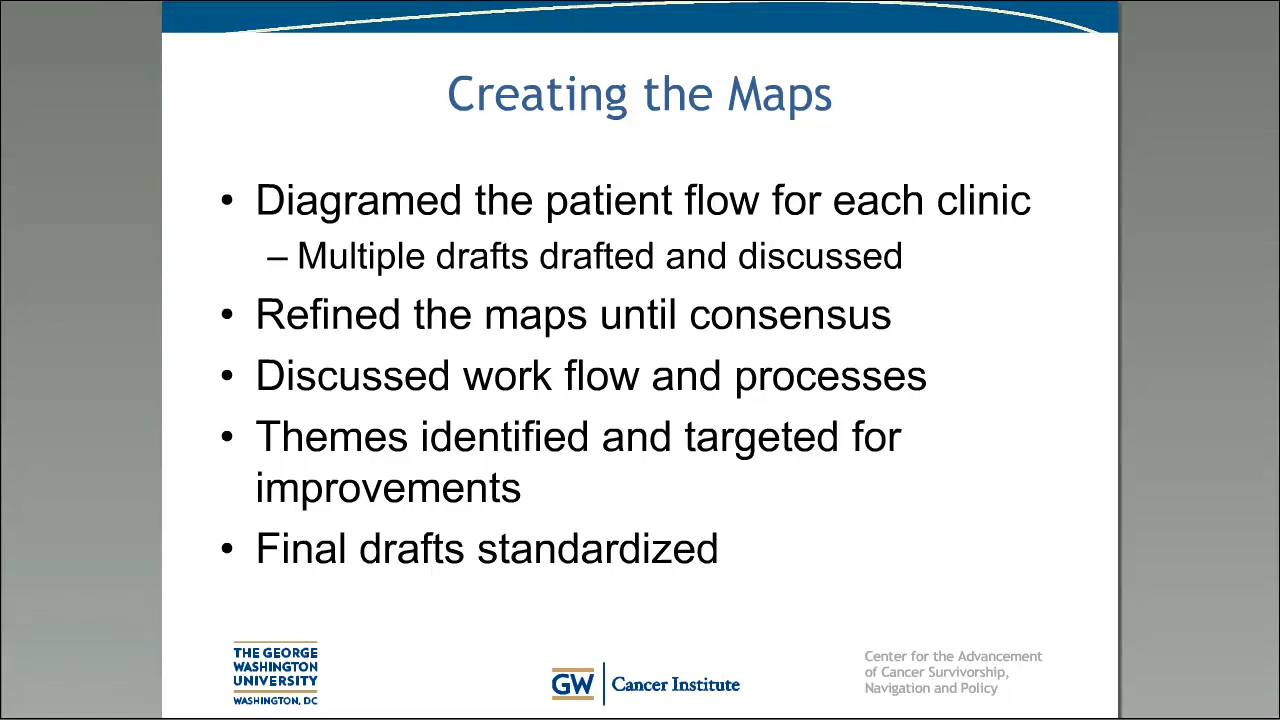 Creating the Maps
• Diagramed the patient flow for each clinic
– Multiple drafts drafted and discussed
• Refined the maps until consensus
• Discussed work flow and processes
• Themes identified and targeted for
improvements
• Final drafts standardized
THE GEORGE
WASHINGTON
UNIVERSITY
WASHINGTON, DC
GW Cancer Institute
Center for the Advancement
of Cancer Survivorship,
Navigation and Policy